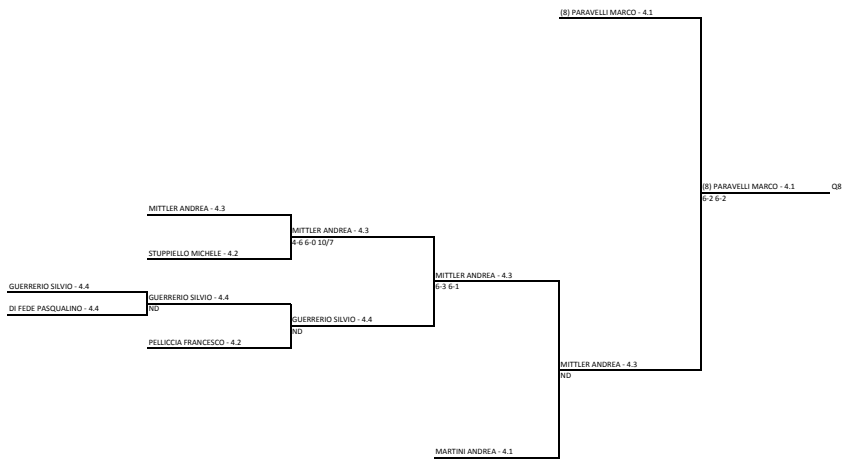 (8) PARAVELLI MARCO - 4.1
(8) PARAVELLI MARCO - 4.1
Q8
6-2 6-2
MITTLER ANDREA - 4.3
MITTLER ANDREA - 4.3
4-6 6-0 10/7
STUPPIELLO MICHELE - 4.2
MITTLER ANDREA - 4.3
6-3 6-1
GUERRERIO SILVIO - 4.4
GUERRERIO SILVIO - 4.4
DI FEDE PASQUALINO - 4.4
ND
GUERRERIO SILVIO - 4.4
ND
PELLICCIA FRANCESCO - 4.2
MITTLER ANDREA - 4.3
ND
MARTINI ANDREA - 4.1